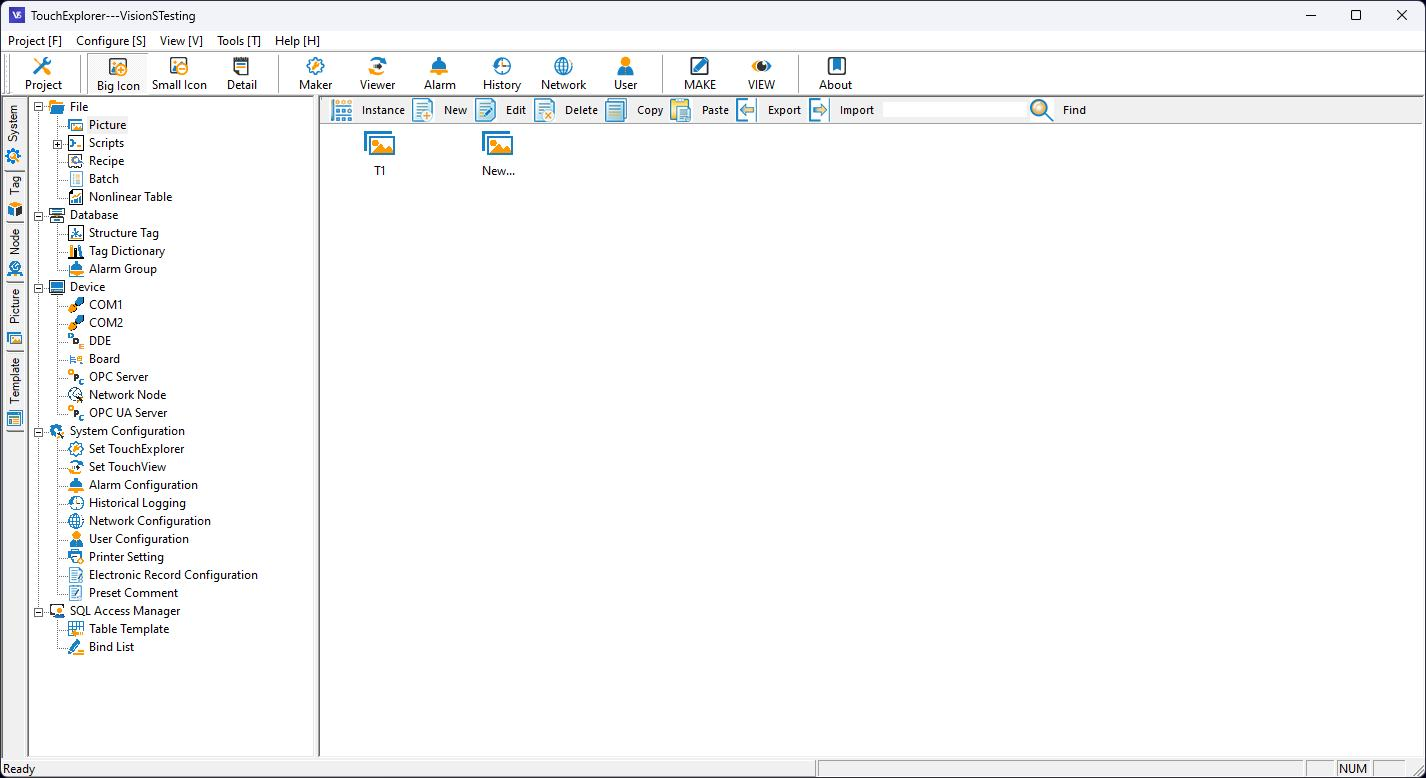 TouchExplorer---VisionSTesting
Project [F] Configure [S] View [V] Tools [T] Help [H]
Project Big Icon Small Icon Detail Maker Viewer Alarm History Network User MAKE VIEW About
System
Tag
Node
Picture
Template
File
Picture
Scripts
Recipe
Batch
Nonlinear Table
Database
Structure Tag
Tag Dictionary
Alarm Group
Device
COM1
COM2
DDE
Board
OPC Server
Network Node
OPC UA Server
System Configuration
Set TouchExplorer
Set TouchView
Alarm Configuration
Historical Logging
Network Configuration
User Configuration
Printer Setting
Electronic Record Configuration
Preset Comment
SQL Access Manager
Table Template
Bind List
Instance New Edit Delete Copy Paste Export Import Find
T1 New...
Ready NUM